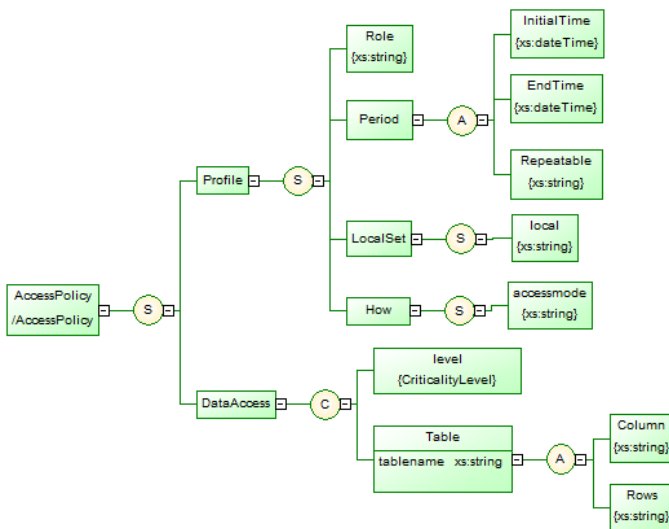 InitialTime
{xs:dateTime}
Role
{xs:string}
EndTime
{xs:dateTime}
Period
A
Repeatable
{xs:string}
Profile
S
LocalSet
S
local
{xs:string}
AccessPolicy
/AccessPolicy
S
How
S
accessmode
{xs:string}
level
{CriticalityLevel}
DataAccess
C
Table
tablename xs:string
A
Column
{xs:string}
Rows
{xs:string}